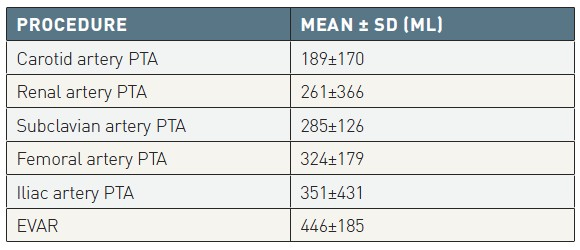 PROCEDURE MEAN ± SD (ML)
Carotid artery PTA 189±170
Renal artery PTA 261±366
Subclavian artery PTA 285±126
Femoral artery PTA 324±179
Iliac artery PTA 351±431
EVAR 446±185